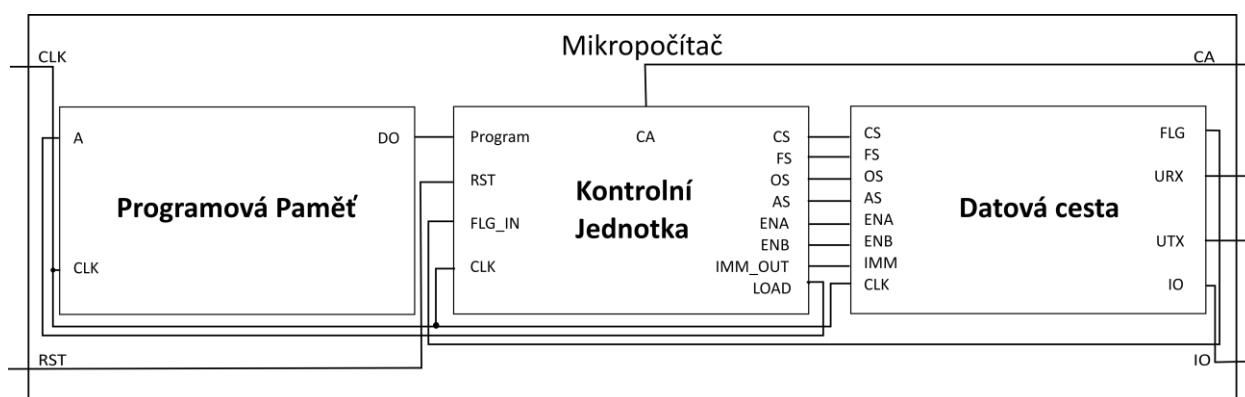 Mikropočítač
CLK
CA
A
DO
CLK
Programová Paměť
Program
RST
FLG_IN
CLK
CA
Kontrolní
Jednotka
CS
FS
OS
AS
ENA
ENB
IMM_OUT
LOAD
CS
FS
OS
AS
ENA
ENB
IMM
CLK
Datová cesta
FLG
URX
UTX
IO
RST
IO